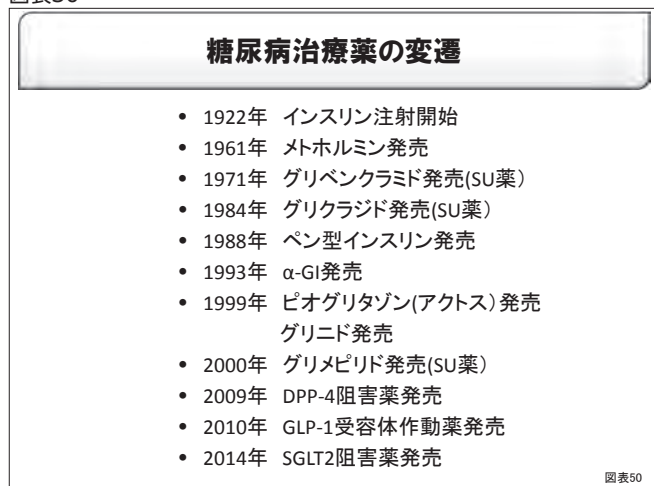 図表50
糖尿病治療薬の変遷
• 1922年 インスリン注射開始
• 1961年 メトホルミン発売
• 1971年 グリベンクラミド発売(SU薬）
• 1984年 グリクラジド発売(SU薬）
• 1988年 ペン型インスリン発売
• 1993年 α-GI発売
• 1999年 ピオグリタゾン(アクトス）発売
グリニド発売
• 2000年 グリメピリド発売(SU薬）
• 2009年 DPP-4阻害薬発売
• 2010年 GLP-1受容体作動薬発売
• 2014年 SGLT2阻害薬発売
図表50